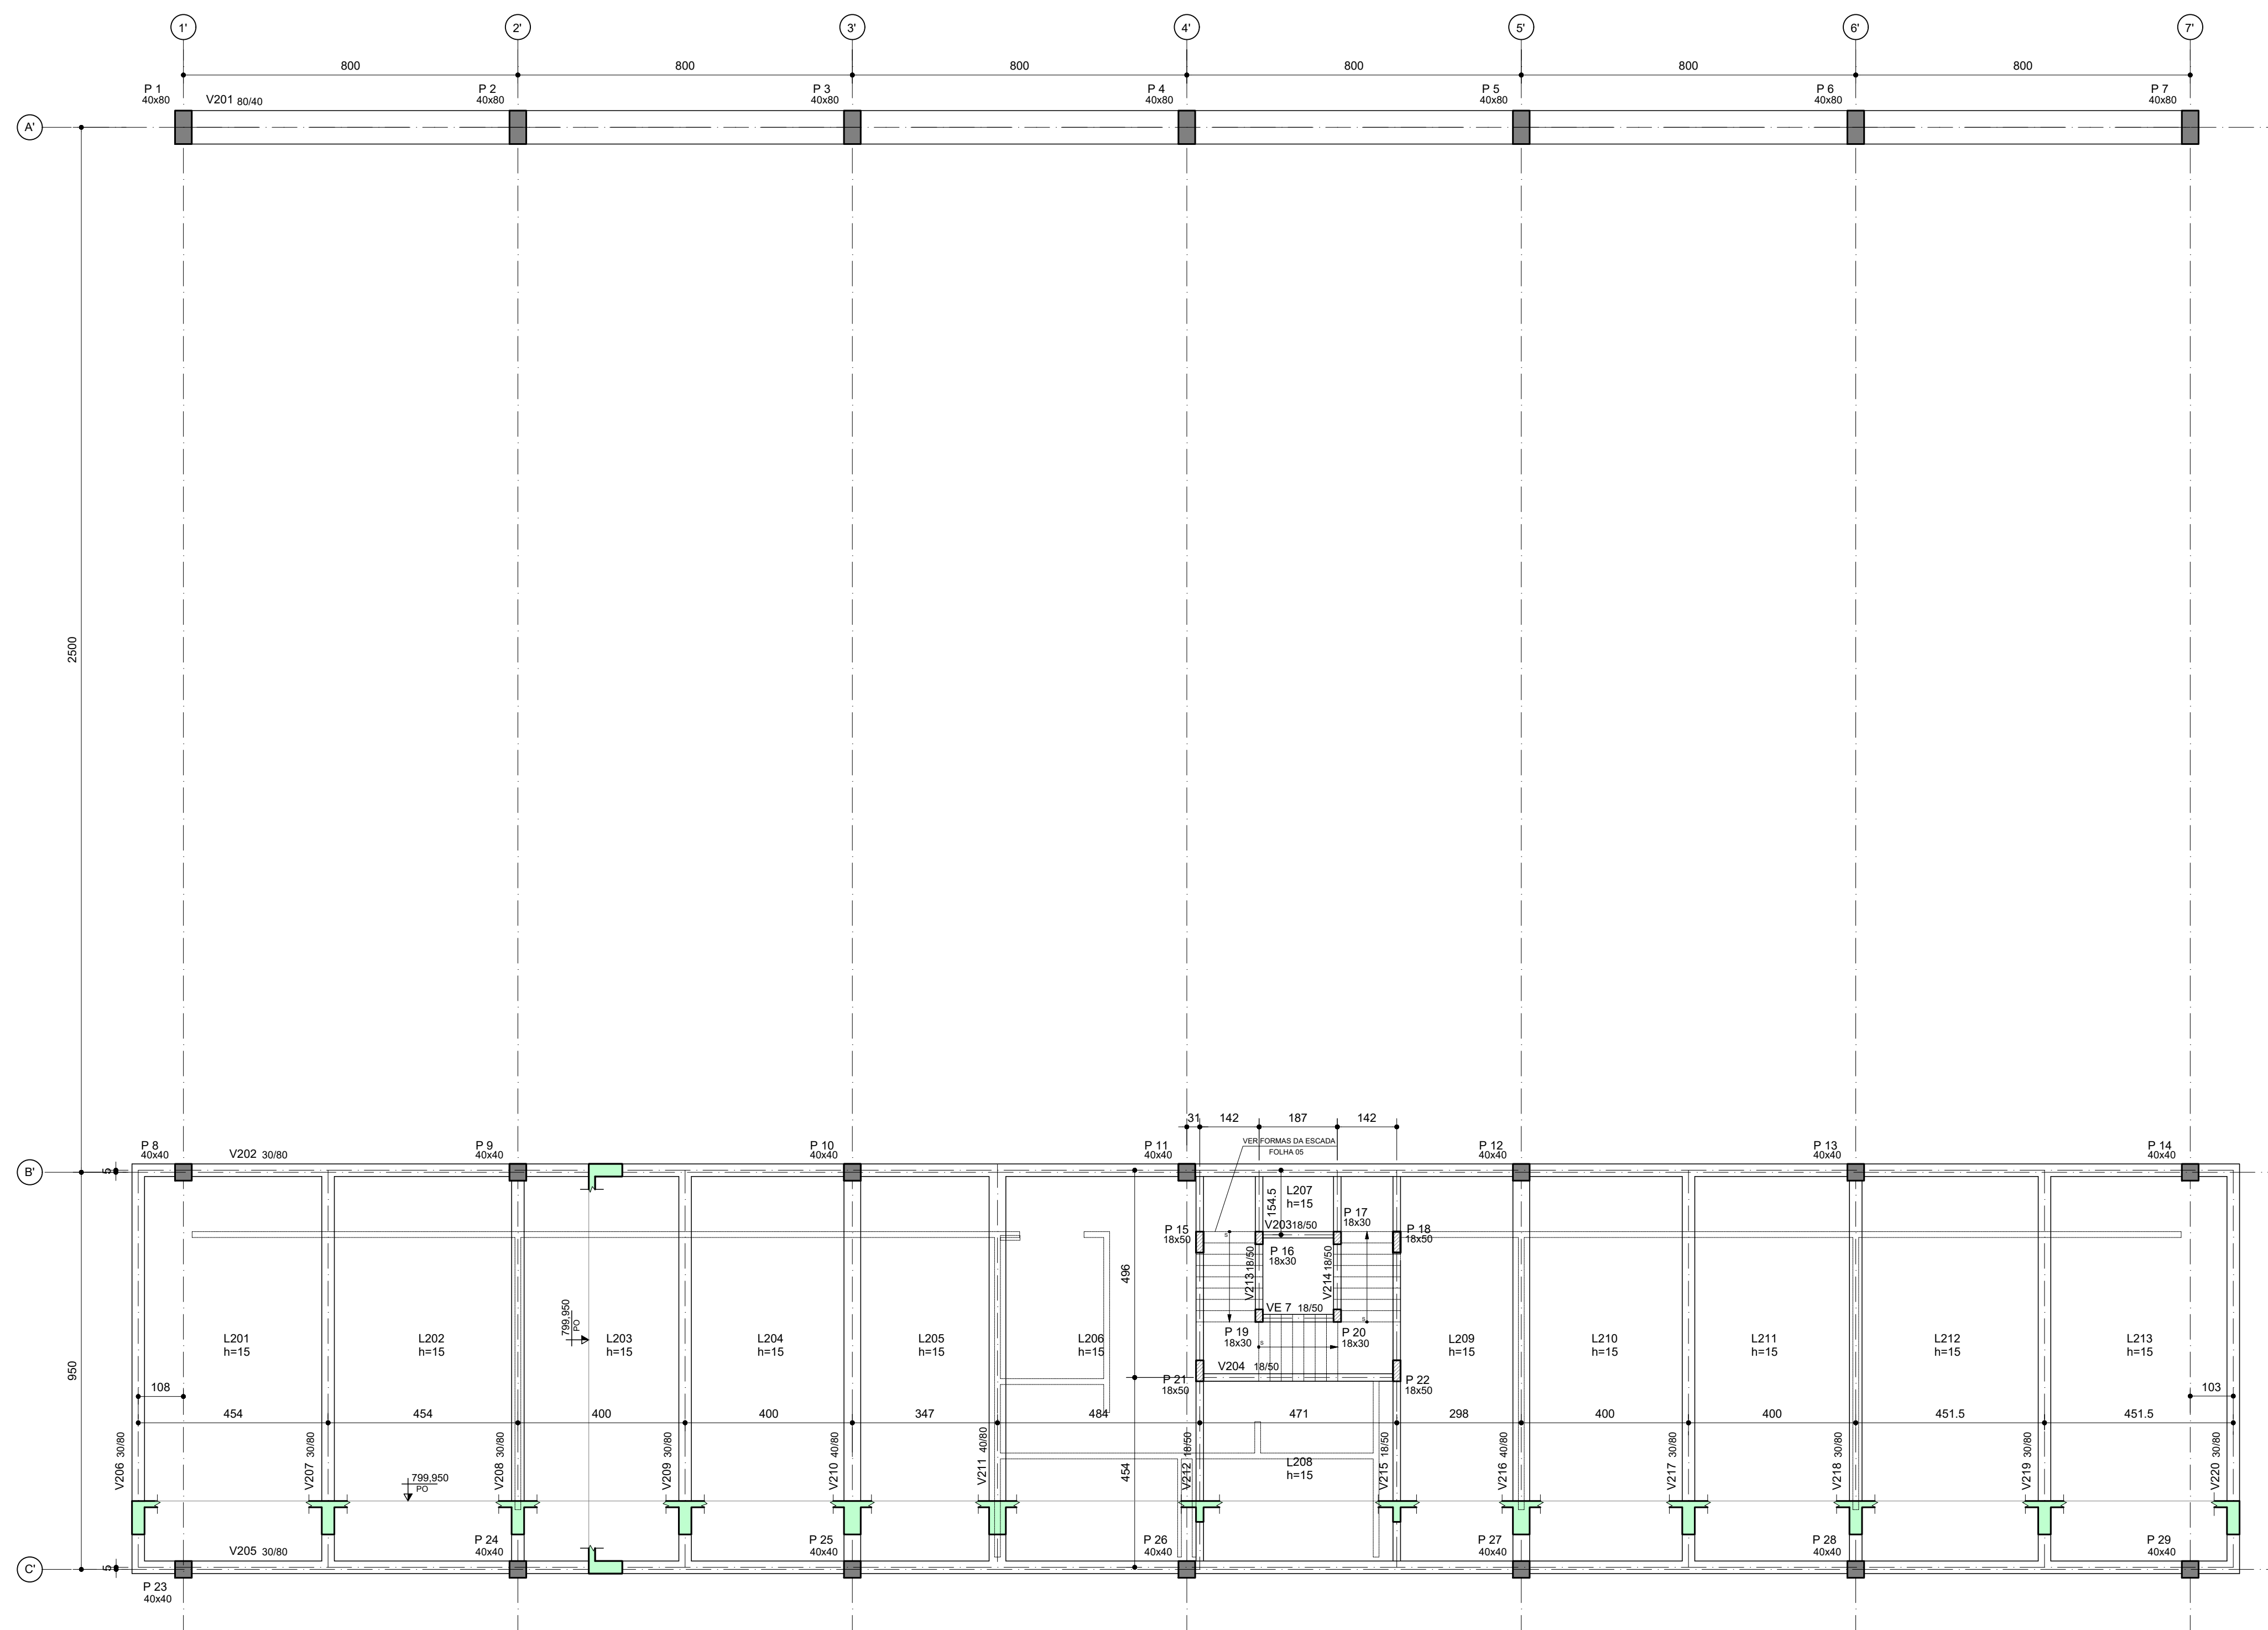 1' 2' 3' 4' 5' 6' 7'
800 800 800 800 800 800
P 1 P 2 P 3 P 4 P 5 P 6 P 7
40x80 V201 80/40 40x80 40x80 40x80 40x80 40x80 40x80
A'
2500
31 142 187 142
VER FORMAS DA ESCADA
FOLHA 05
P 8 P 9 P 10 P 11 P 12 P 13 P 14
40x40 V202 30/80 40x40 40x40 40x40 40x40 40x40 40x40
B'
5
154.5
L207
h=15
P 17
18x30
P 15
18x50
V203 18/50
P 18
18x50
P 16
18x30
S
S
496
V213 18/50
V214 18/50
VE 7 18/50
799,950
PO
P 19
18x30
P 20
18x30
S
L201 L202 L203 L204 L205 L206 L209 L210 L211 L212 L213
h=15 h=15 h=15 h=15 h=15 h=15 h=15 h=15 h=15 h=15 h=15
V204 18/50
P 21
18x50
P 22
18x50
950
108 103
454 454 400 400 347 484 471 298 400 400 451.5 451.5
V206 30/80
V207 30/80
V208 30/80
V209 30/80
V210 40/80
V211 40/80
V212 18/50
V215 18/50
V216 40/80
V217 30/80
V218 30/80
V219 30/80
V220 30/80
454
L208
h=15
799,950
PO
P 24 P 25 P 26 P 27 P 28 P 29
V205 30/80 40x40 40x40 40x40 40x40 40x40 40x40
C'
5
P 23
40x40